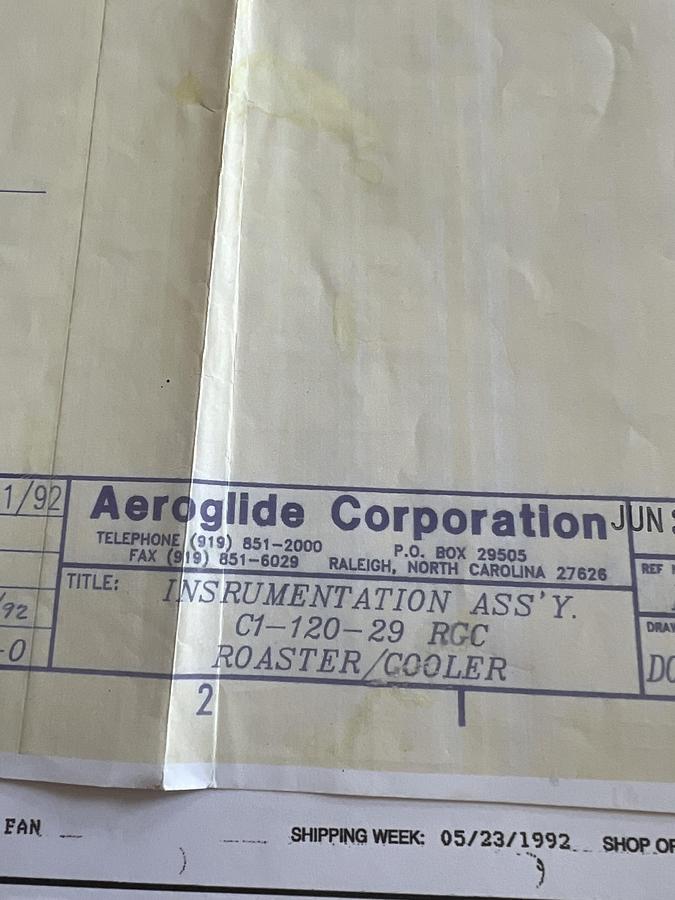 1/92
Aeroglide Corporation
JUN
TELEPHONE (919) 851-2000
FAX (919) 851-6029
P.O. BOX 29505
RALEIGH, NORTH CAROLINA 27626
REF
TITLE:
INSRUMENTATION ASS'Y.
C1-120-29 RGC
ROASTER/COOLER
/92
-0
DRAW
DC
2
FAN
SHIPPING WEEK: 05/23/1992
SHOP OF